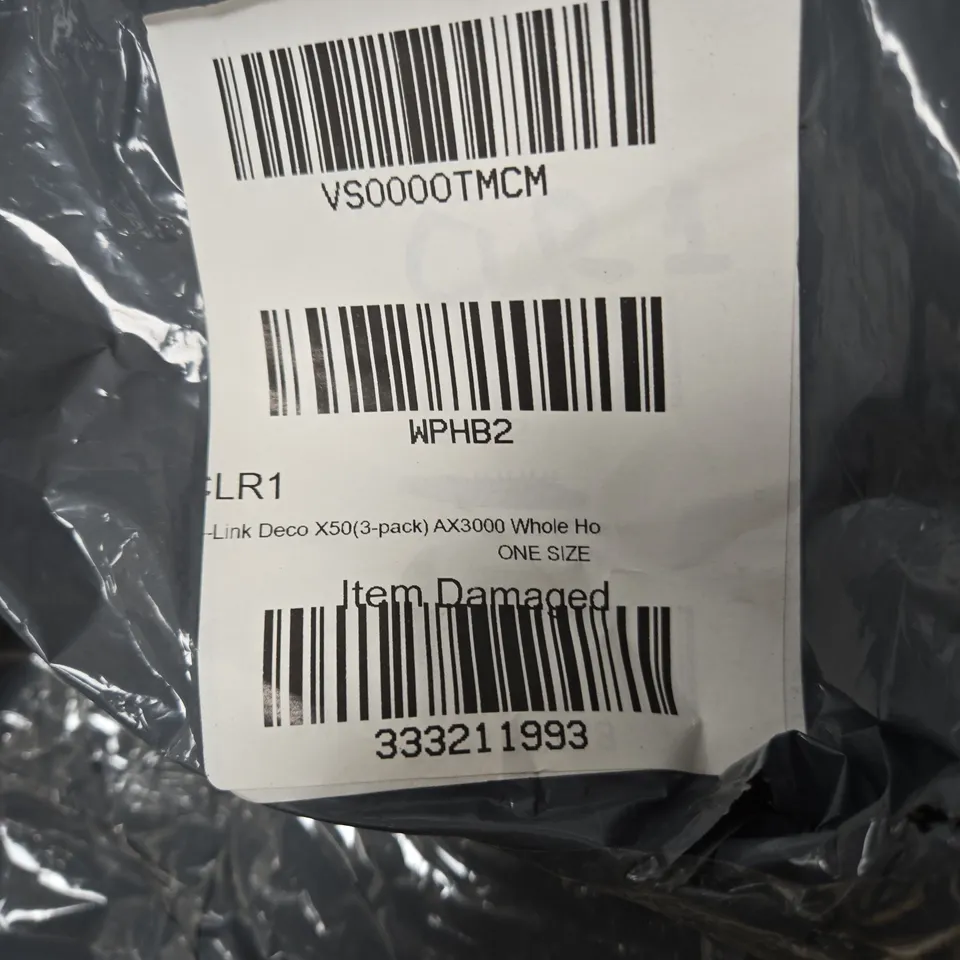 VS0000TMCM
WPHB2
LR1
-Link Deco X50(3-pack) AX3000 Whole Ho
ONE SIZE
Item Damaged
333211993